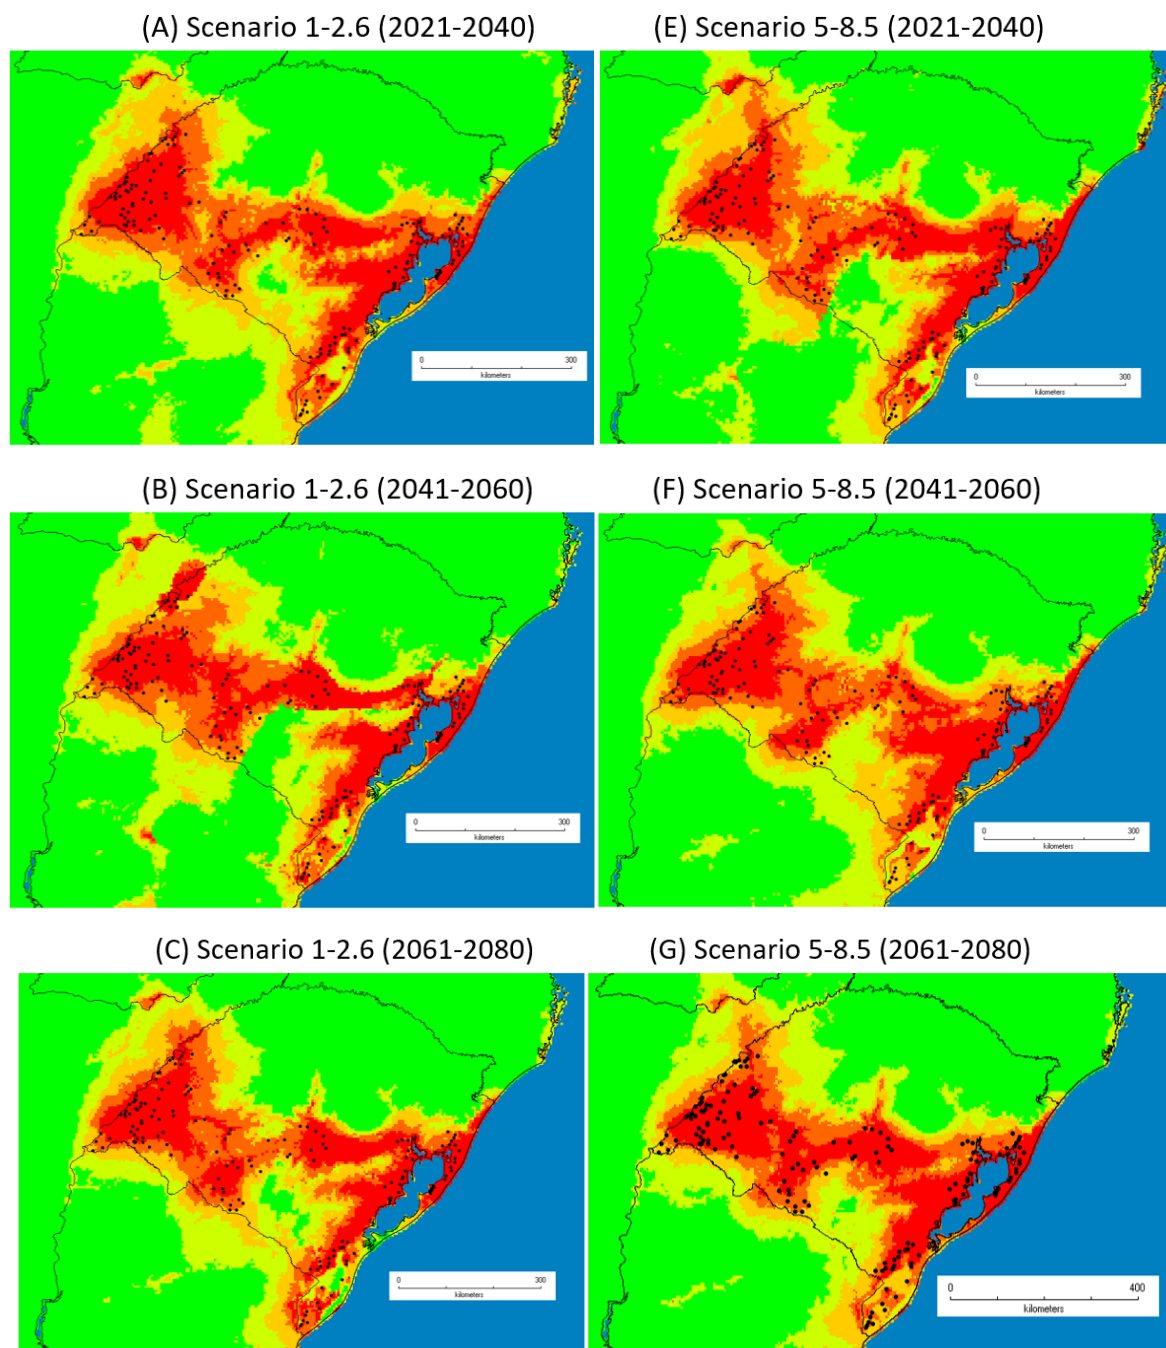 (A) Scenario 1-2.6 (2021-2040)
(E) Scenario 5-8.5 (2021-2040)
0 300
kilometers
0 300
kilometers
(B) Scenario 1-2.6 (2041-2060)
(F) Scenario 5-8.5 (2041-2060)
0 300
kilometers
0 300
kilometers
(C) Scenario 1-2.6 (2061-2080)
(G) Scenario 5-8.5 (2061-2080)
0 300
kilometers
0 400
kilometers